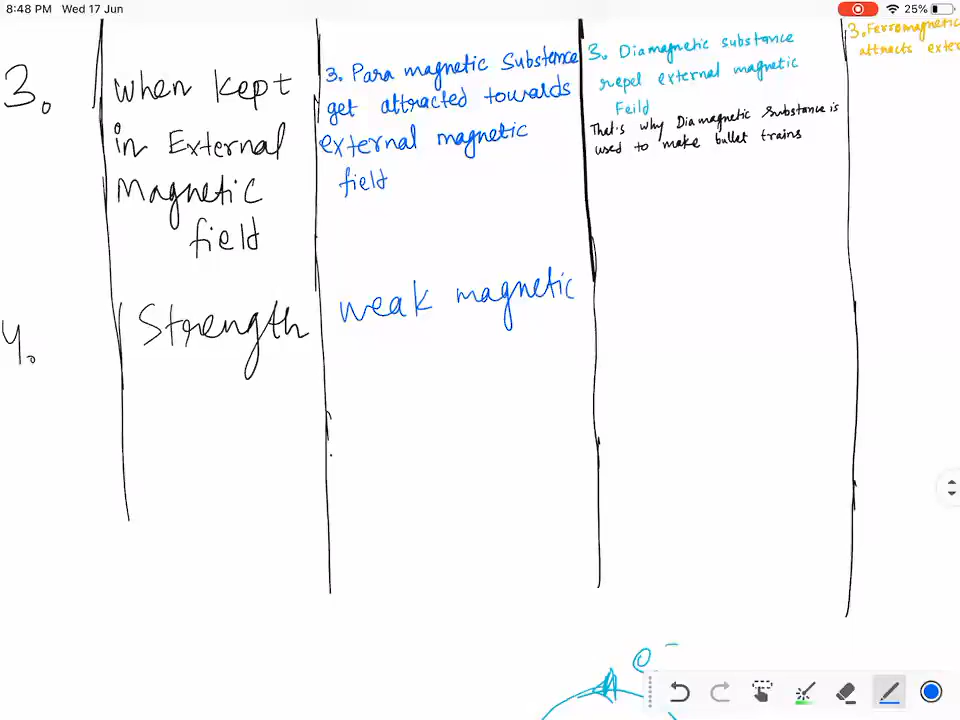 8:48 PM Wed 17 Jun
25%
3.
When kept
in External
Magnetic
field
3. Para magnetic Substence
get attracted towards
external magnetic
field
3. Diamagnetic substance
repel external magnetic
Feild
That's why Diamagnetic substance is
used to make bullet trains
3. Ferromagnetic
attracts exter
4.
Strength
weak magnetic
e-